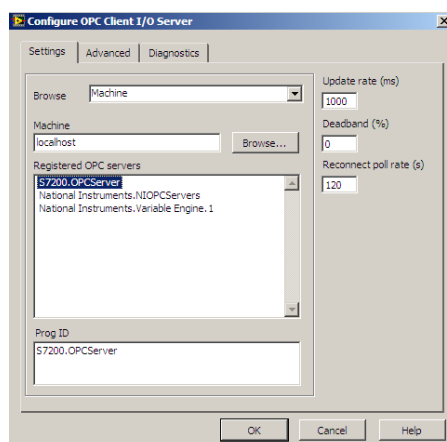 Configure OPC Client I/O Server
Settings Advanced Diagnostics
Browse Machine
Machine
localhost Browse...
Registered OPC servers
S7200.OPCServer
National Instruments.NIOPCServers
National Instruments.Variable Engine.1
Prog ID
S7200.OPCServer
Update rate (ms)
1000
Deadband (%)
0
Reconnect poll rate (s)
120
OK Cancel Help